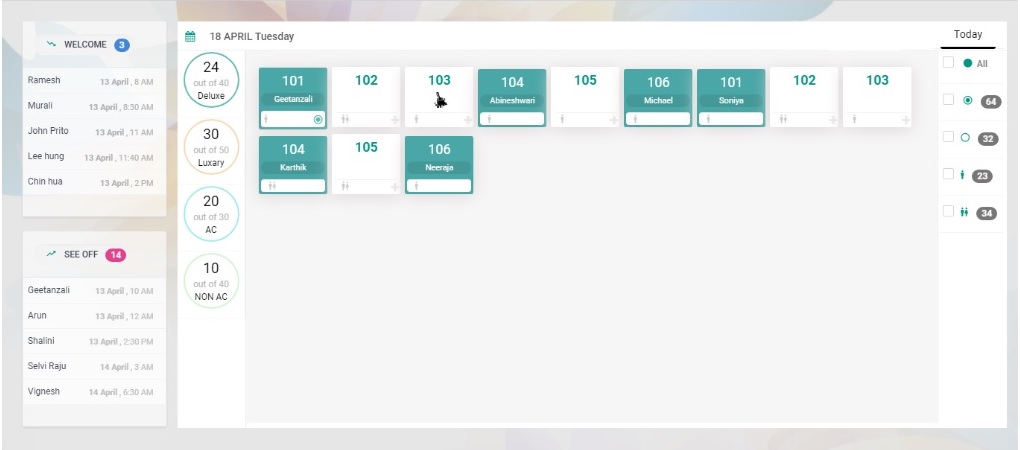 WELCOME 3
Ramesh 13 April , 8 AM
Murali 13 April , 8:30 AM
John Prito 13 April , 11 AM
Lee hung 13 April , 11:40 AM
Chin hua 13 April , 2 PM
SEE OFF 14
Geetanzali 13 April , 10 AM
Arun 13 April , 12 AM
Shalini 13 April , 2:30 PM
Selvi Raju 14 April , 3 AM
Vignesh 14 April , 6:30 AM
18 APRIL Tuesday
24
out of 40
Deluxe
30
out of 50
Luxary
20
out of 30
AC
10
out of 40
NON AC
101 102 103 104 105 106 101 102 103
Geetanzali Abineshwari Michael Soniya
104 105 106
Karthik Neeraja
Today
All
64
32
23
34